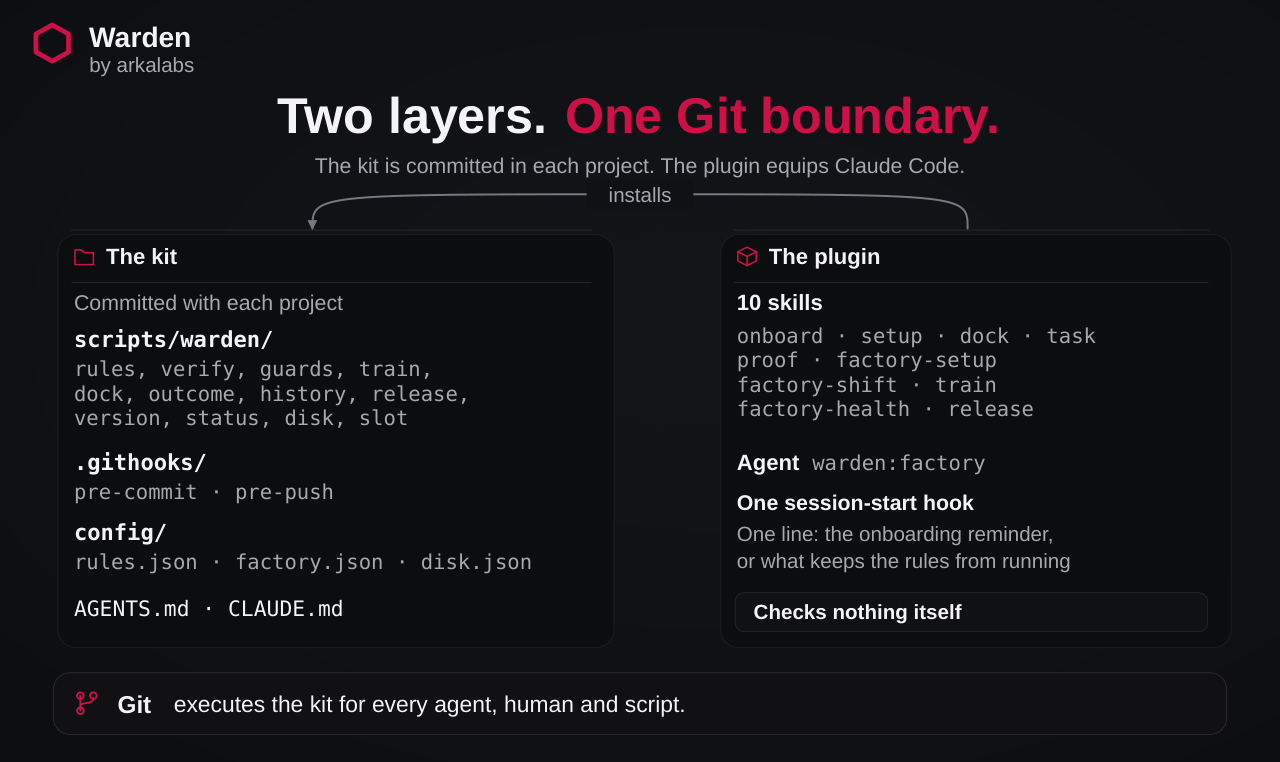 Warden
by arkalabs
Two layers. One Git boundary.
The kit is committed in each project. The plugin equips Claude Code.
installs
The kit
Committed with each project
scripts/warden/
rules, verify, guards, train,
dock, outcome, history, release,
version, status, disk, slot
.githooks/
pre-commit · pre-push
config/
rules.json · factory.json · disk.json
AGENTS.md · CLAUDE.md
The plugin
10 skills
onboard · setup · dock · task
proof · factory-setup
factory-shift · train
factory-health · release
Agent warden:factory
One session-start hook
One line: the onboarding reminder,
or what keeps the rules from running
Checks nothing itself
Git executes the kit for every agent, human and script.